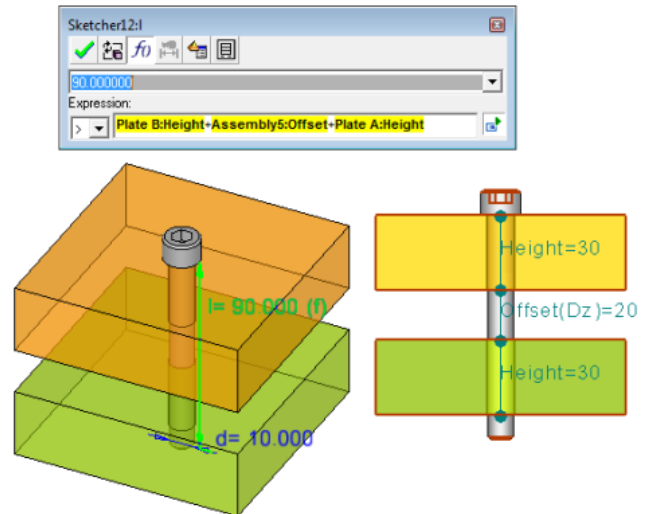 Sketcher12:l
f()
90.000000
Expression:
> Plate B:Height+Assembly5:Offset+Plate A:Height
Height=30
l= 90.000 (f)
Offset(Dz)=20
Height=30
d= 10.000